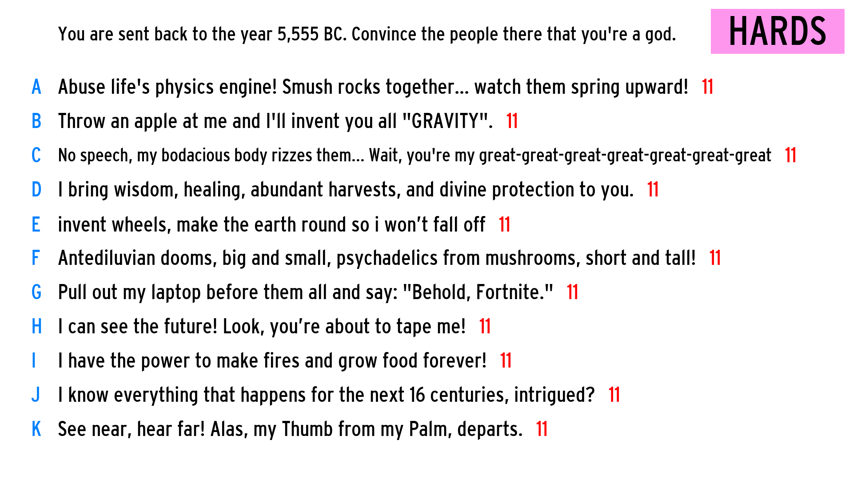 You are sent back to the year 5,555 BC. Convince the people there that you're a god.
HARDS
A Abuse life's physics engine! Smush rocks together... watch them spring upward! 11
B Throw an apple at me and I'll invent you all "GRAVITY". 11
C No speech, my bodacious body rizzes them... Wait, you're my great-great-great-great-great-great-great 11
D I bring wisdom, healing, abundant harvests, and divine protection to you. 11
E invent wheels, make the earth round so i won’t fall off 11
F Antediluvian dooms, big and small, psychadelics from mushrooms, short and tall! 11
G Pull out my laptop before them all and say: "Behold, Fortnite." 11
H I can see the future! Look, you’re about to tape me! 11
I I have the power to make fires and grow food forever! 11
J I know everything that happens for the next 16 centuries, intrigued? 11
K See near, hear far! Alas, my Thumb from my Palm, departs. 11